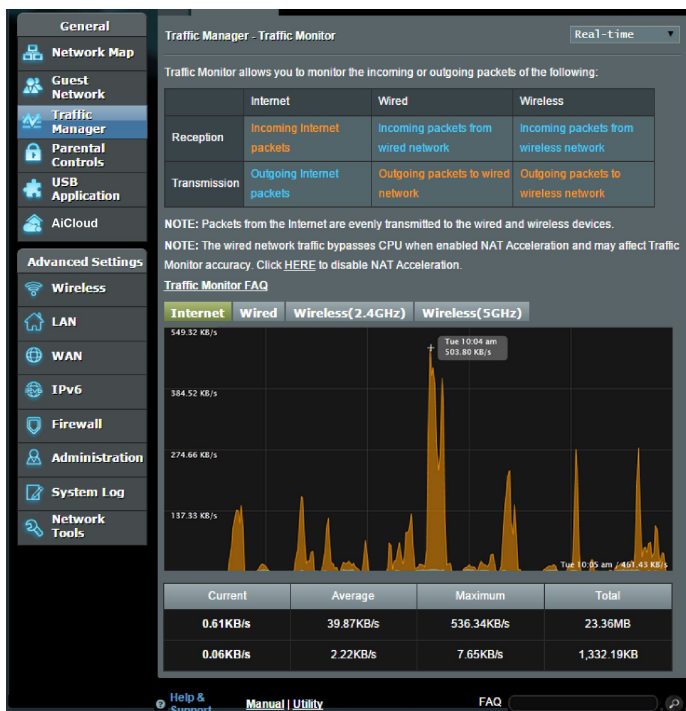 General
Network Map
Guest
Network
Traffic
Manager
Parental
Controls
USB
Application
AiCloud
Advanced Settings
Wireless
LAN
WAN
IPv6
Firewall
Administration
System Log
Network
Tools
Traffic Manager - Traffic Monitor
Real-time
Traffic Monitor allows you to monitor the incoming or outgoing packets of the following:
Internet Wired Wireless
Reception
Incoming Internet
packets
Incoming packets from
wired network
Incoming packets from
wireless network
Transmission
Outgoing Internet
packets
Outgoing packets to wired
network
Outgoing packets to
wireless network
NOTE: Packets from the Internet are evenly transmitted to the wired and wireless devices.
NOTE: The wired network traffic bypasses CPU when enabled NAT Acceleration and may affect Traffic
Monitor accuracy. Click HERE to disable NAT Acceleration.
Traffic Monitor FAQ
Internet Wired Wireless(2.4GHz) Wireless(5GHz)
549.32 KB/s
Tue 10:04 am
503.80 KB/s
384.52 KB/s
274.66 KB/s
137.33 KB/s
Tue 10:05 am / 461.43 KB/s
Current Average Maximum Total
0.61KB/s 39.87KB/s 536.34KB/s 23.36MB
0.06KB/s 2.22KB/s 7.65KB/s 1,332.19KB
Help &
Support
Manual | Utility
FAQ